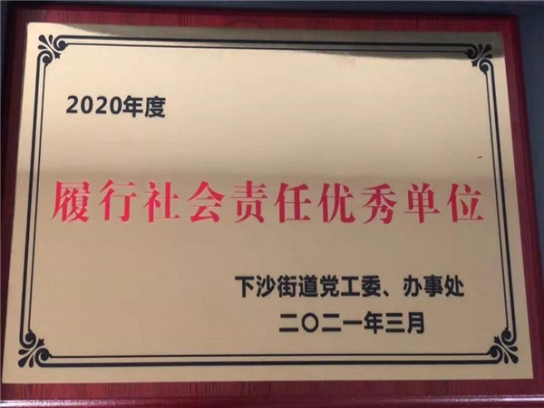 2020年度
履行社会责任优秀单位
下沙街道党工委、办事处
二〇二一年三月